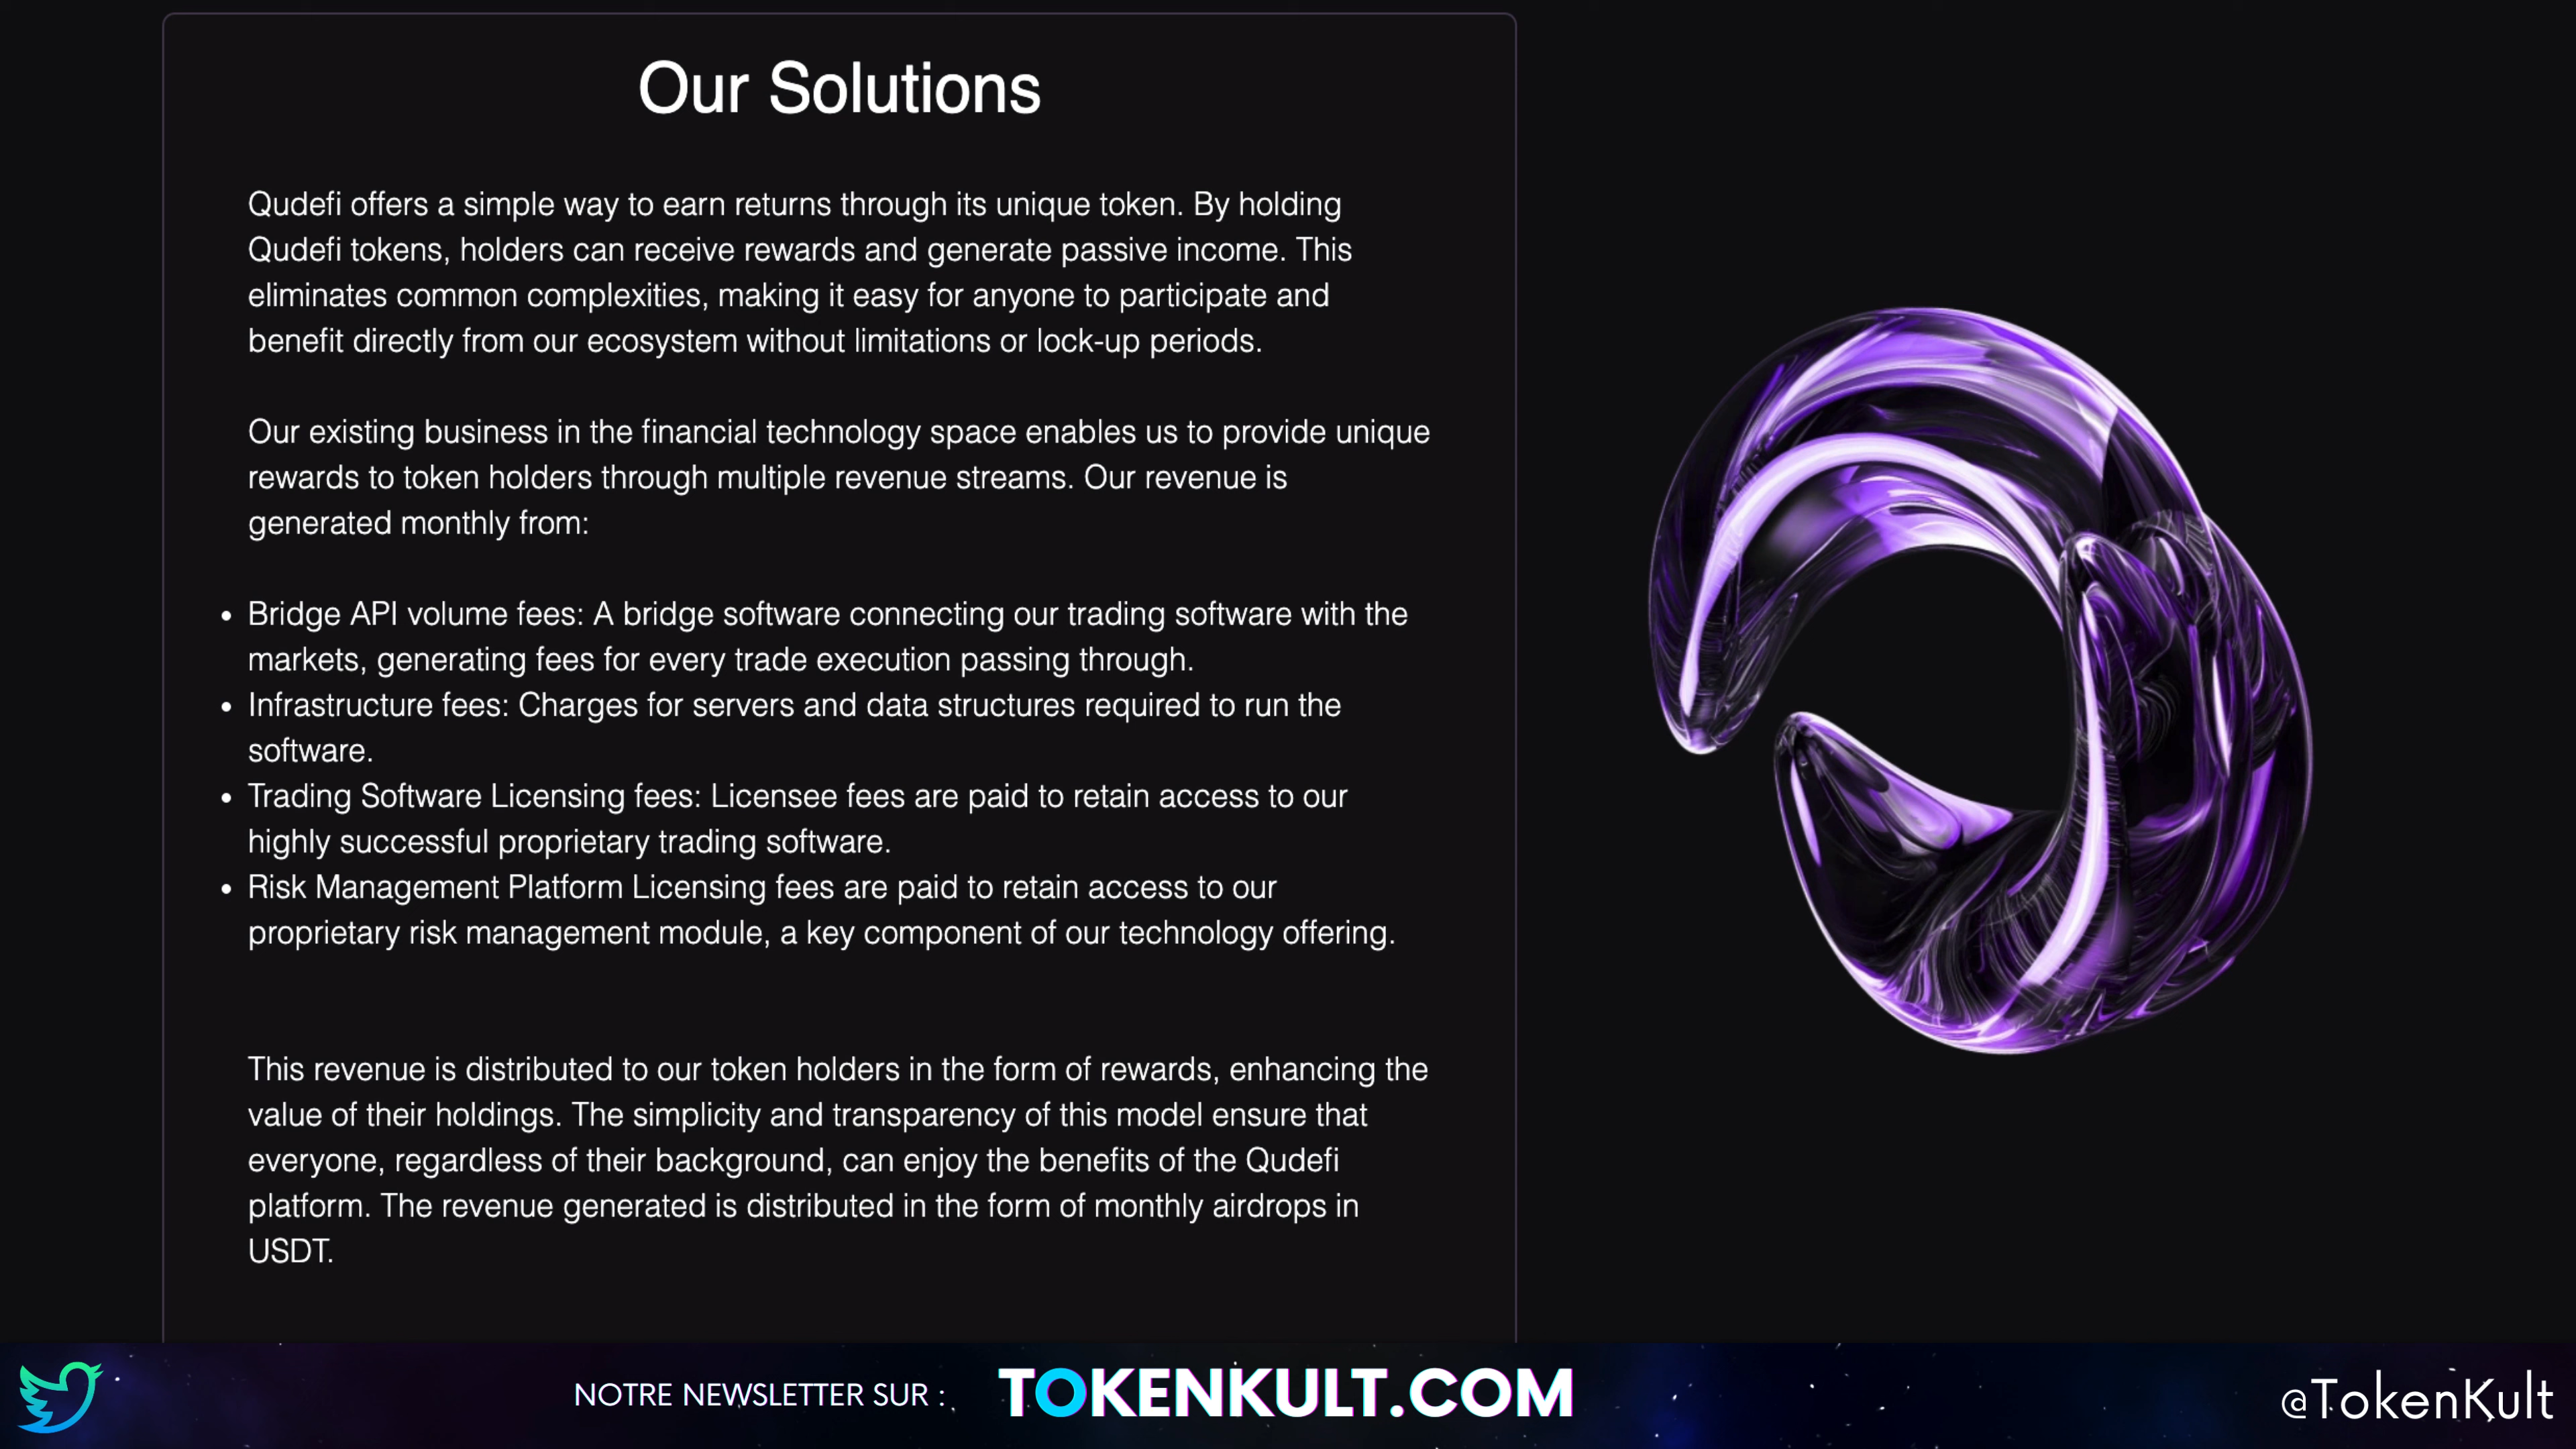 Our Solutions
Qudefi offers a simple way to earn returns through its unique token. By holding
Qudefi tokens, holders can receive rewards and generate passive income. This
eliminates common complexities, making it easy for anyone to participate and
benefit directly from our ecosystem without limitations or lock-up periods.
Our existing business in the financial technology space enables us to provide unique
rewards to token holders through multiple revenue streams. Our revenue is
generated monthly from:
• Bridge API volume fees: A bridge software connecting our trading software with the
markets, generating fees for every trade execution passing through.
• Infrastructure fees: Charges for servers and data structures required to run the
software.
• Trading Software Licensing fees: Licensee fees are paid to retain access to our
highly successful proprietary trading software.
• Risk Management Platform Licensing fees are paid to retain access to our
proprietary risk management module, a key component of our technology offering.
This revenue is distributed to our token holders in the form of rewards, enhancing the
value of their holdings. The simplicity and transparency of this model ensure that
everyone, regardless of their background, can enjoy the benefits of the Qudefi
platform. The revenue generated is distributed in the form of monthly airdrops in
USDT.
NOTRE NEWSLETTER SUR : TOKENKULT.COM @TokenKult